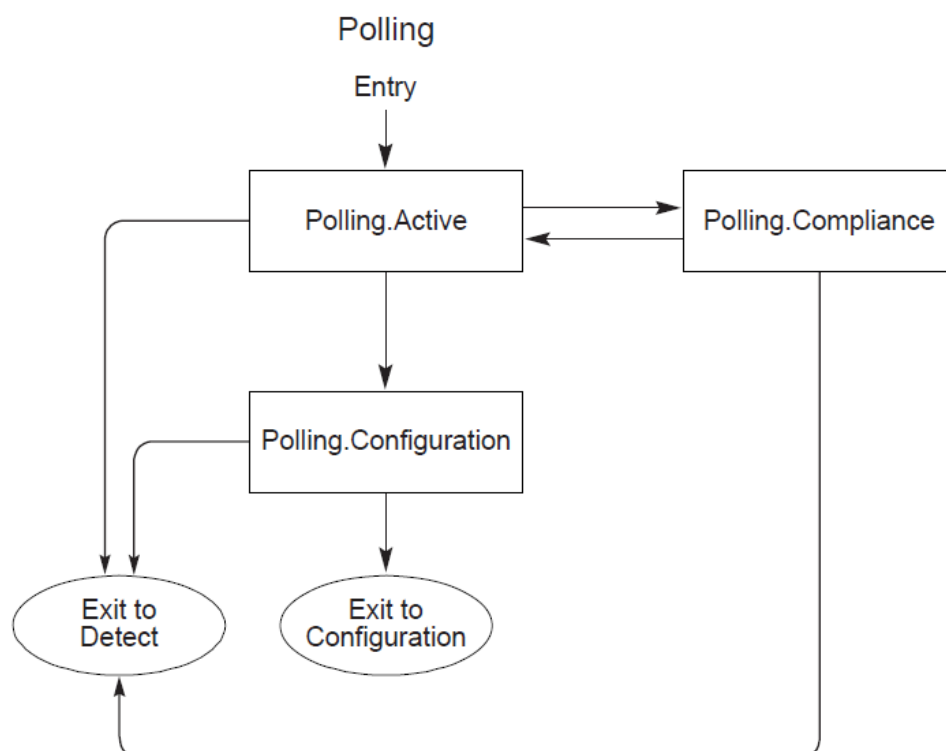 Polling
Entry
Polling.Active
Polling.Compliance
Polling.Configuration
Exit to
Detect
Exit to
Configuration